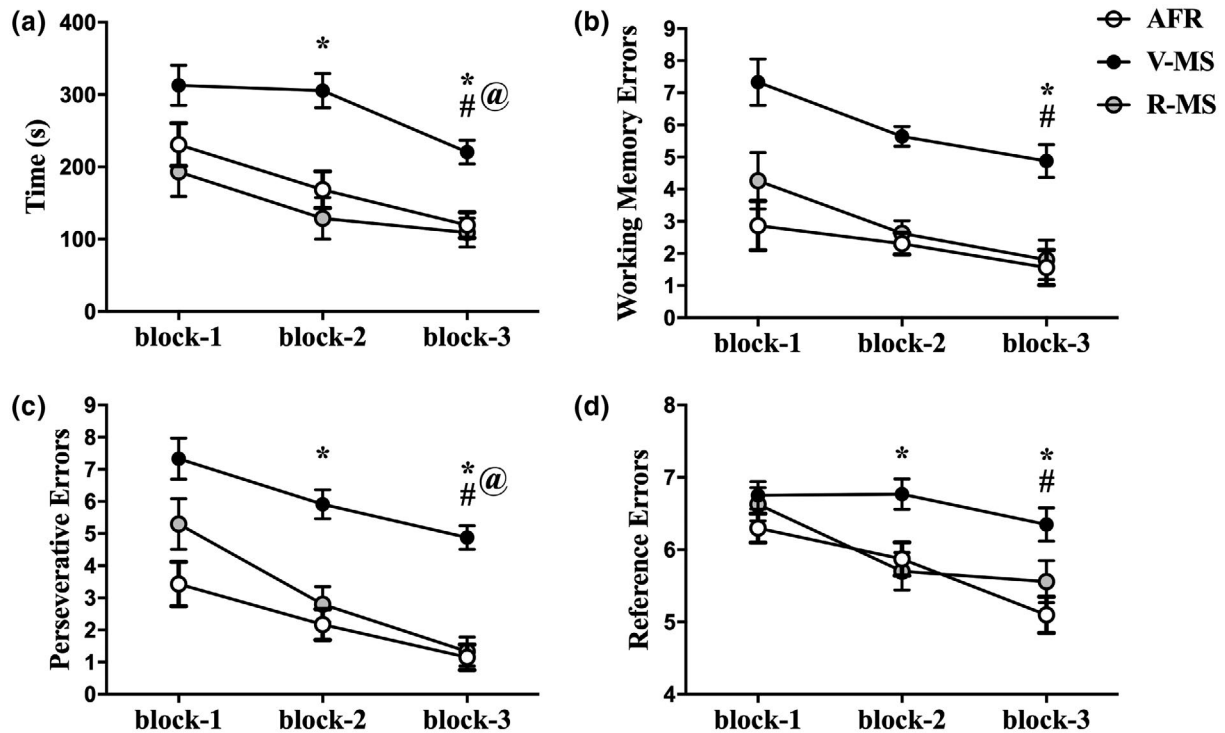 (a)
Time (s)
400
300
200
100
0
*
*
# @
block-1 block-2 block-3
(b)
Working Memory Errors
9
8
7
6
5
4
3
2
1
0
*
#
block-1 block-2 block-3
AFR
V-MS
R-MS
(c)
Perseverative Errors
9
8
7
6
5
4
3
2
1
0
*
*
# @
block-1 block-2 block-3
(d)
Reference Errors
8
7
6
5
4
*
*
#
block-1 block-2 block-3